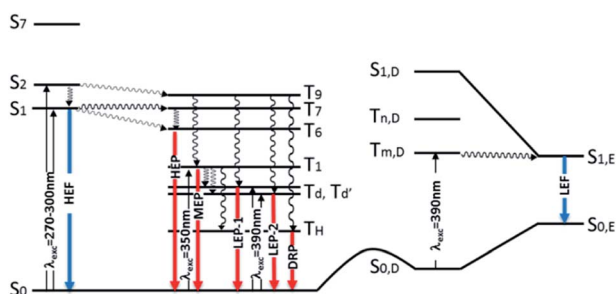 S7
S2
S1
S0
HEF
λexc=270-300nm
T9
T7
T6
T1
Td, Td'
TH
HEP
MEP
λexc=350nm
LEP-1
λexc=390nm
LEP-2
DRP
S1,D
Tn,D
Tm,D
S0,D
λexc=390nm
S1,E
LEF
S0,E